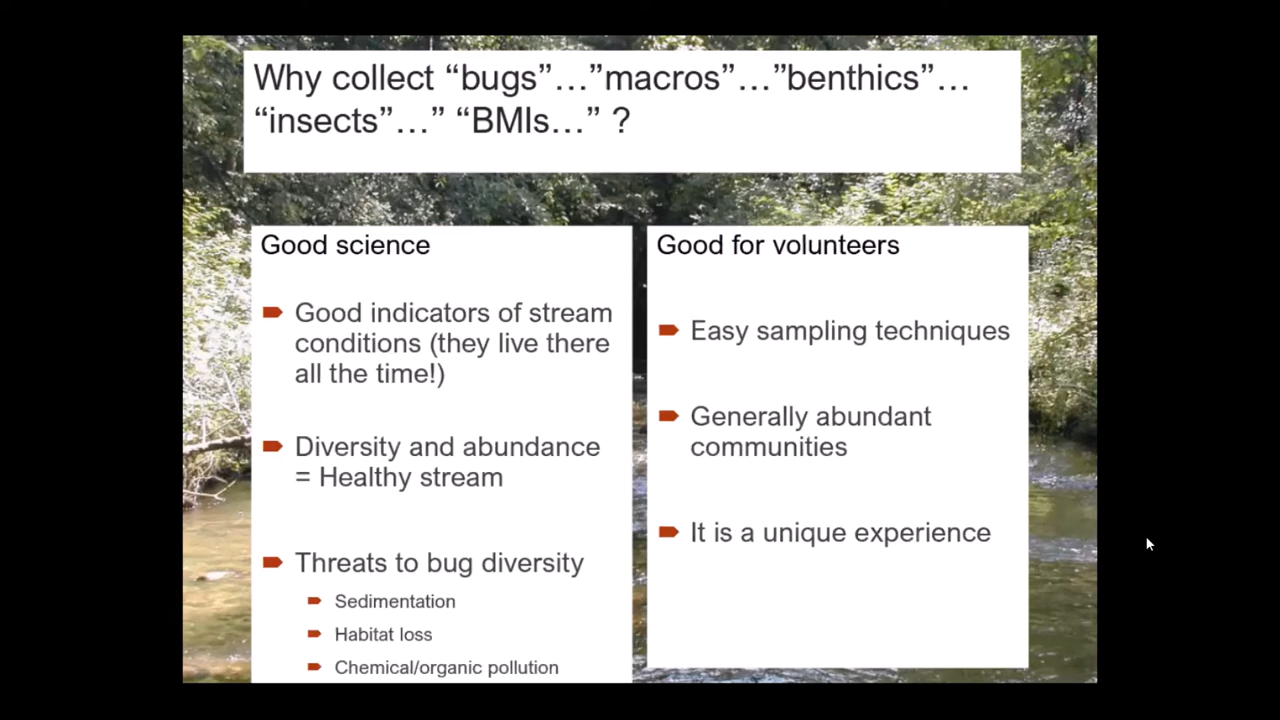 Why collect “bugs”…”macros”…”benthics”…
“insects”…” “BMIs…” ?
Good science
Good indicators of stream
conditions (they live there
all the time!)
Diversity and abundance
= Healthy stream
Threats to bug diversity
Sedimentation
Habitat loss
Chemical/organic pollution
Good for volunteers
Easy sampling techniques
Generally abundant
communities
It is a unique experience